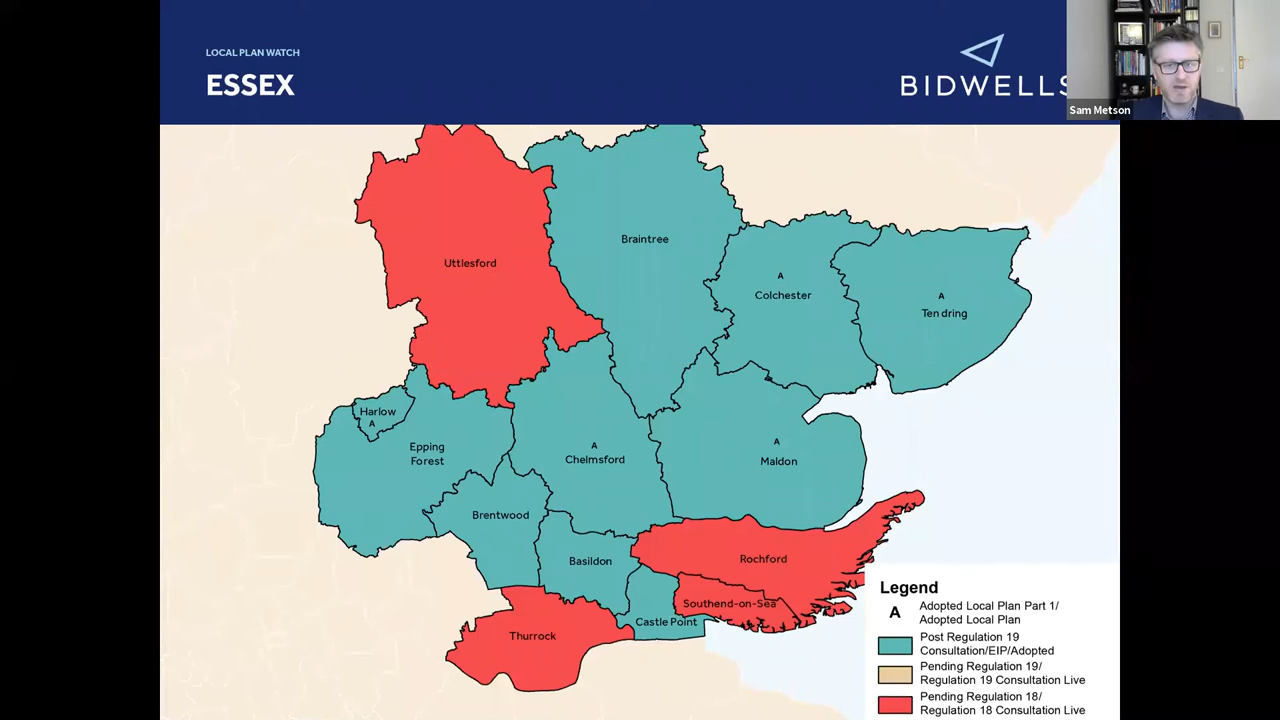 LOCAL PLAN WATCH
ESSEX
BIDWELLS
Sam Metson
Uttlesford
Braintree
A
Colchester
A
Ten dring
Harlow
A
Epping
Forest
A
Chelmsford
A
Maldon
Brentwood
Basildon
Rochford
Southend-on-Sea
Castle Point
Thurrock
Legend
A Adopted Local Plan Part 1/
Adopted Local Plan
Post Regulation 19
Consultation/EIP/Adopted
Pending Regulation 19/
Regulation 19 Consultation Live
Pending Regulation 18/
Regulation 18 Consultation Live